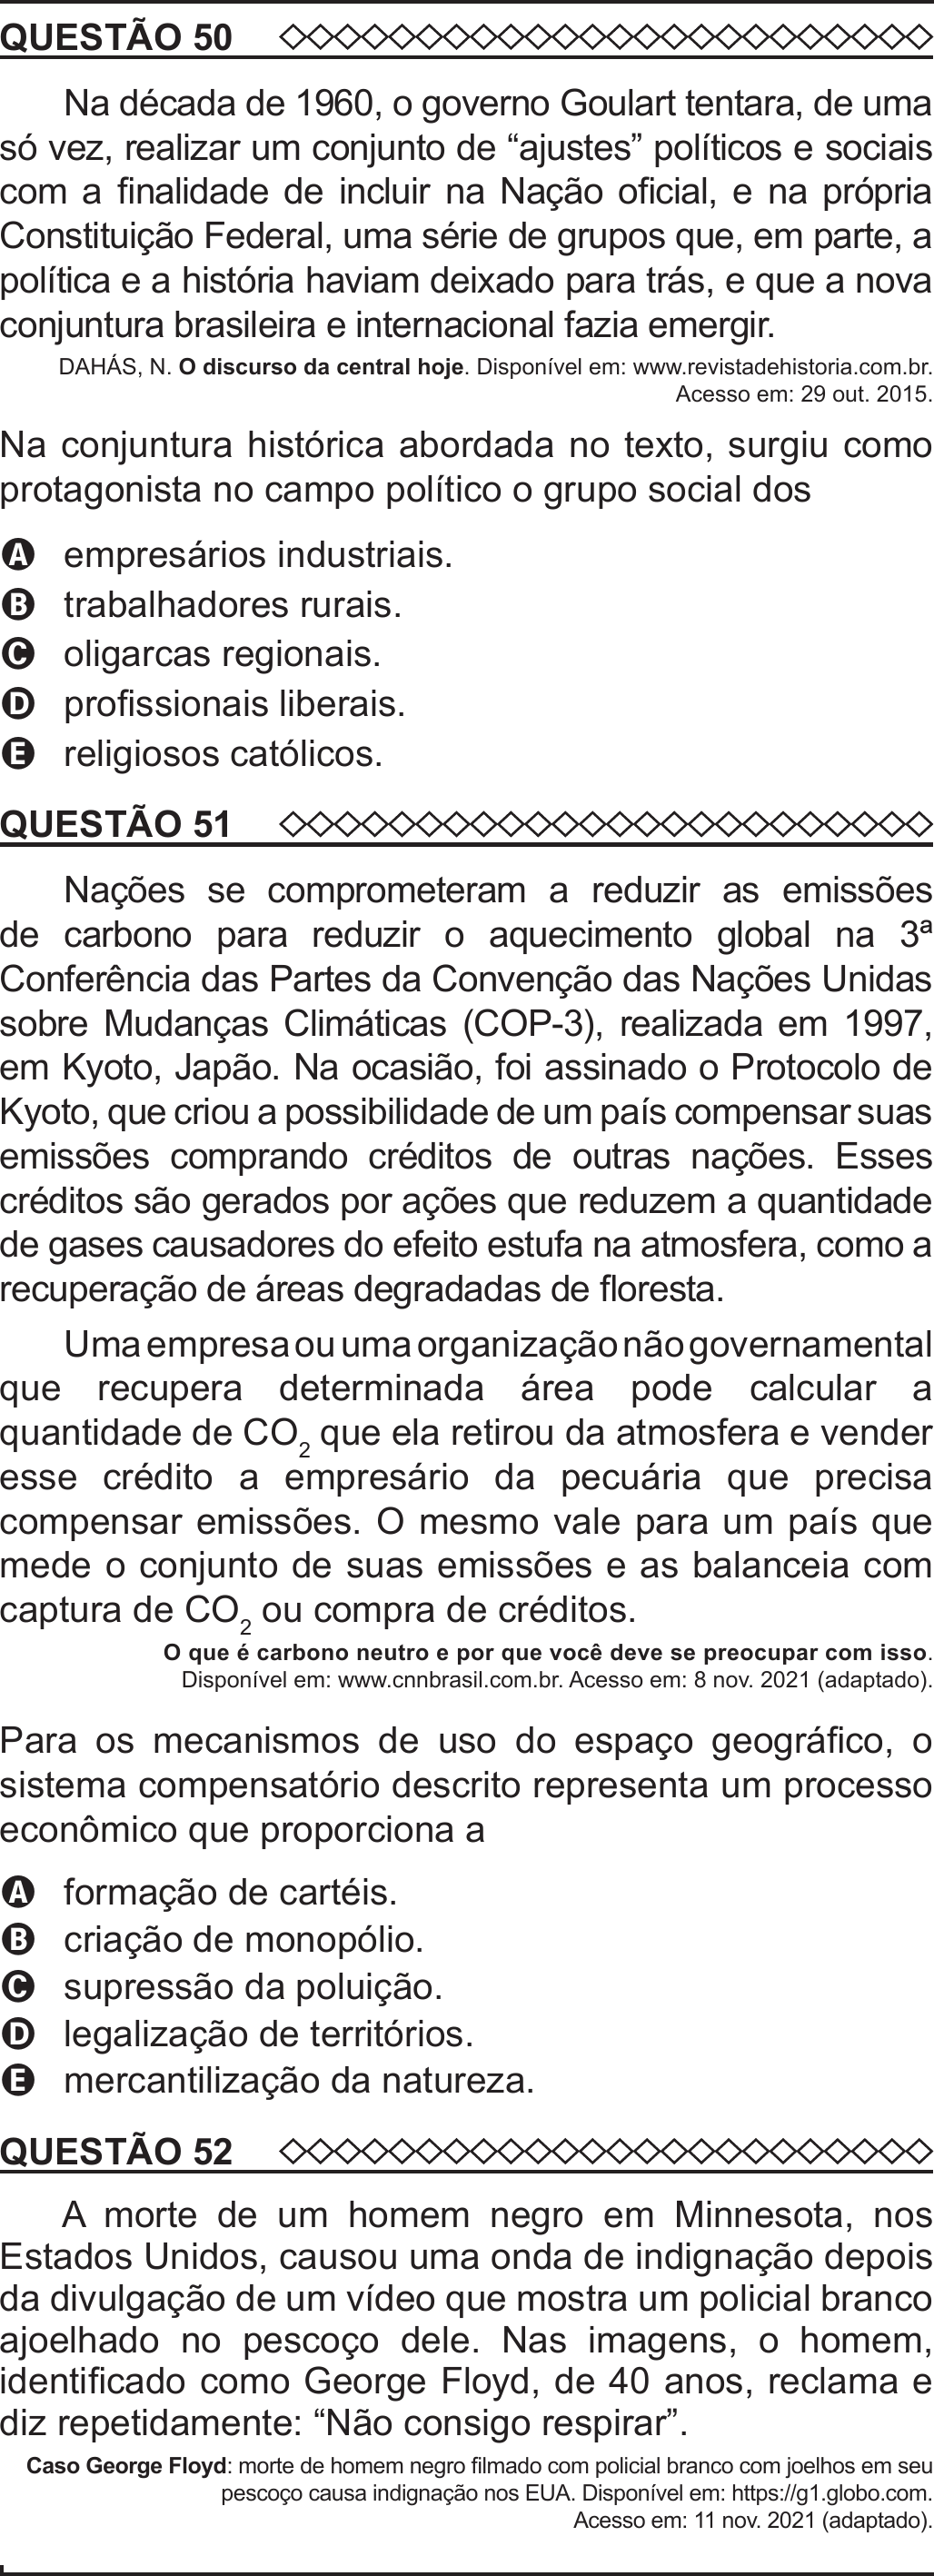 QUESTÃO 50
Na década de 1960, o governo Goulart tentara, de uma
só vez, realizar um conjunto de “ajustes” políticos e sociais
com a finalidade de incluir na Nação oficial, e na própria
Constituição Federal, uma série de grupos que, em parte, a
política e a história haviam deixado para trás, e que a nova
conjuntura brasileira e internacional fazia emergir.
DAHÁS, N. O discurso da central hoje. Disponível em: www.revistadehistoria.com.br.
Acesso em: 29 out. 2015.
Na conjuntura histórica abordada no texto, surgiu como
protagonista no campo político o grupo social dos
A empresários industriais.
B trabalhadores rurais.
C oligarcas regionais.
D profissionais liberais.
E religiosos católicos.
QUESTÃO 51
Nações se comprometeram a reduzir as emissões
de carbono para reduzir o aquecimento global na 3ª
Conferência das Partes da Convenção das Nações Unidas
sobre Mudanças Climáticas (COP-3), realizada em 1997,
em Kyoto, Japão. Na ocasião, foi assinado o Protocolo de
Kyoto, que criou a possibilidade de um país compensar suas
emissões comprando créditos de outras nações. Esses
créditos são gerados por ações que reduzem a quantidade
de gases causadores do efeito estufa na atmosfera, como a
recuperação de áreas degradadas de floresta.
Uma empresa ou uma organização não governamental
que recupera determinada área pode calcular a
quantidade de CO₂ que ela retirou da atmosfera e vender
esse crédito a empresário da pecuária que precisa
compensar emissões. O mesmo vale para um país que
mede o conjunto de suas emissões e as balanceia com
captura de CO₂ ou compra de créditos.
O que é carbono neutro e por que você deve se preocupar com isso.
Disponível em: www.cnnbrasil.com.br. Acesso em: 8 nov. 2021 (adaptado).
Para os mecanismos de uso do espaço geográfico, o
sistema compensatório descrito representa um processo
econômico que proporciona a
A formação de cartéis.
B criação de monopólio.
C supressão da poluição.
D legalização de territórios.
E mercantilização da natureza.
QUESTÃO 52
A morte de um homem negro em Minnesota, nos
Estados Unidos, causou uma onda de indignação depois
da divulgação de um vídeo que mostra um policial branco
ajoelhado no pescoço dele. Nas imagens, o homem,
identificado como George Floyd, de 40 anos, reclama e
diz repetidamente: “Não consigo respirar”.
Caso George Floyd: morte de homem negro filmado com policial branco com joelhos em seu
pescoço causa indignação nos EUA. Disponível em: https://g1.globo.com.
Acesso em: 11 nov. 2021 (adaptado).